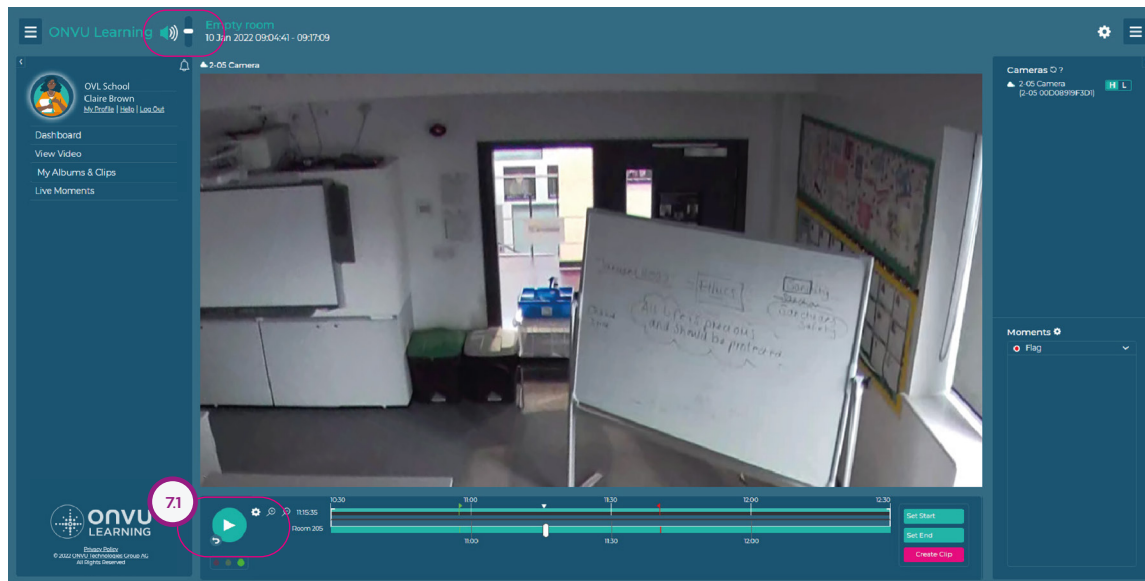 ONVU Learning
Empty room
10 Jan 2022 09:04:41 - 09:17:09
OVL School
Claire Brown
My Profile | Help | Log Out
Dashboard
View Video
My Albums & Clips
Live Moments
ONVU
LEARNING
Privacy Policy
© 2022 ONVU Technologies Group AG
All Rights Reserved
2-05 Camera
Ethics
All life is precious
and should be protected
7.1
11:15:35
Room 205
10:30 11:00 11:30 12:00 12:30
11:00 11:30 12:00
Set Start
Set End
Create Clip
Cameras ?
2-05 Camera H L
Moments
Flag